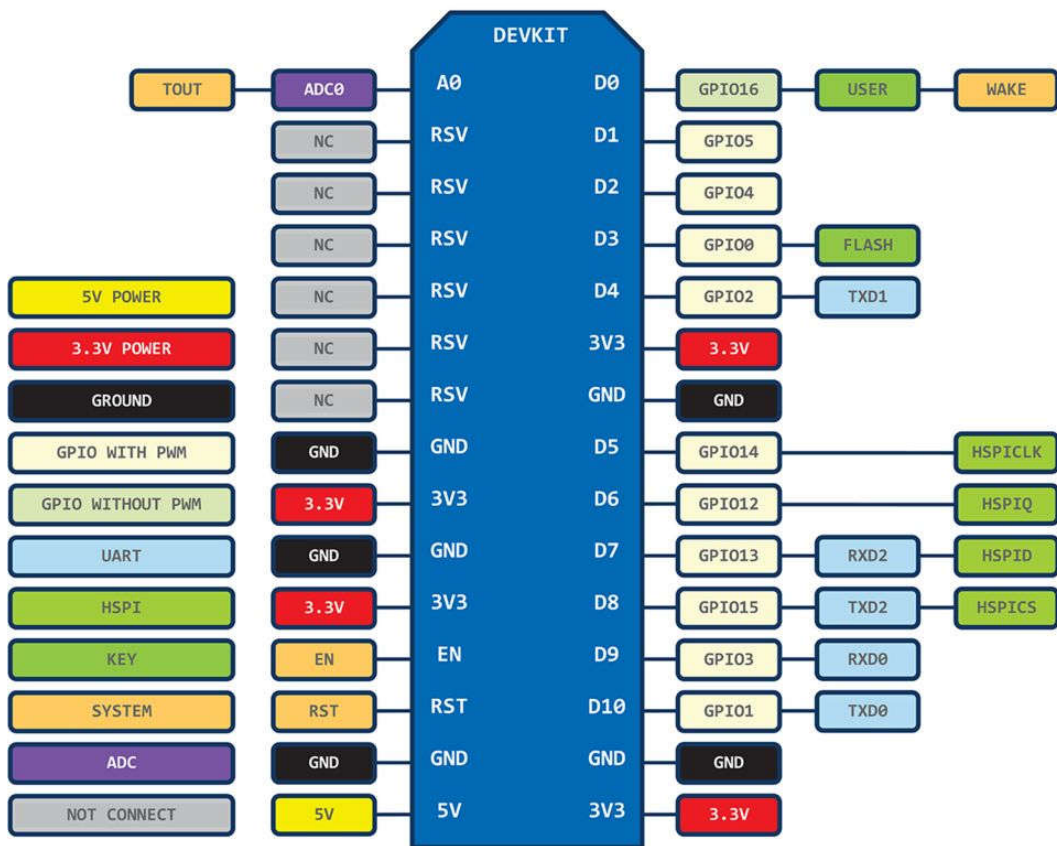 DEVKIT
TOUT ADC0 A0 D0 GPIO16 USER WAKE
NC RSV D1 GPIO5
NC RSV D2 GPIO4
NC RSV D3 GPIO0 FLASH
5V POWER NC RSV D4 GPIO2 TXD1
3.3V POWER NC RSV 3V3 3.3V
GROUND NC RSV GND GND
GPIO WITH PWM GND GND D5 GPIO14 HSPICLK
GPIO WITHOUT PWM 3.3V 3V3 D6 GPIO12 HSPIQ
UART GND GND D7 GPIO13 RXD2 HSPID
HSPI 3.3V 3V3 D8 GPIO15 TXD2 HSPICS
KEY EN EN D9 GPIO3 RXD0
SYSTEM RST RST D10 GPIO1 TXD0
ADC GND GND GND GND
NOT CONNECT 5V 5V 3V3 3.3V